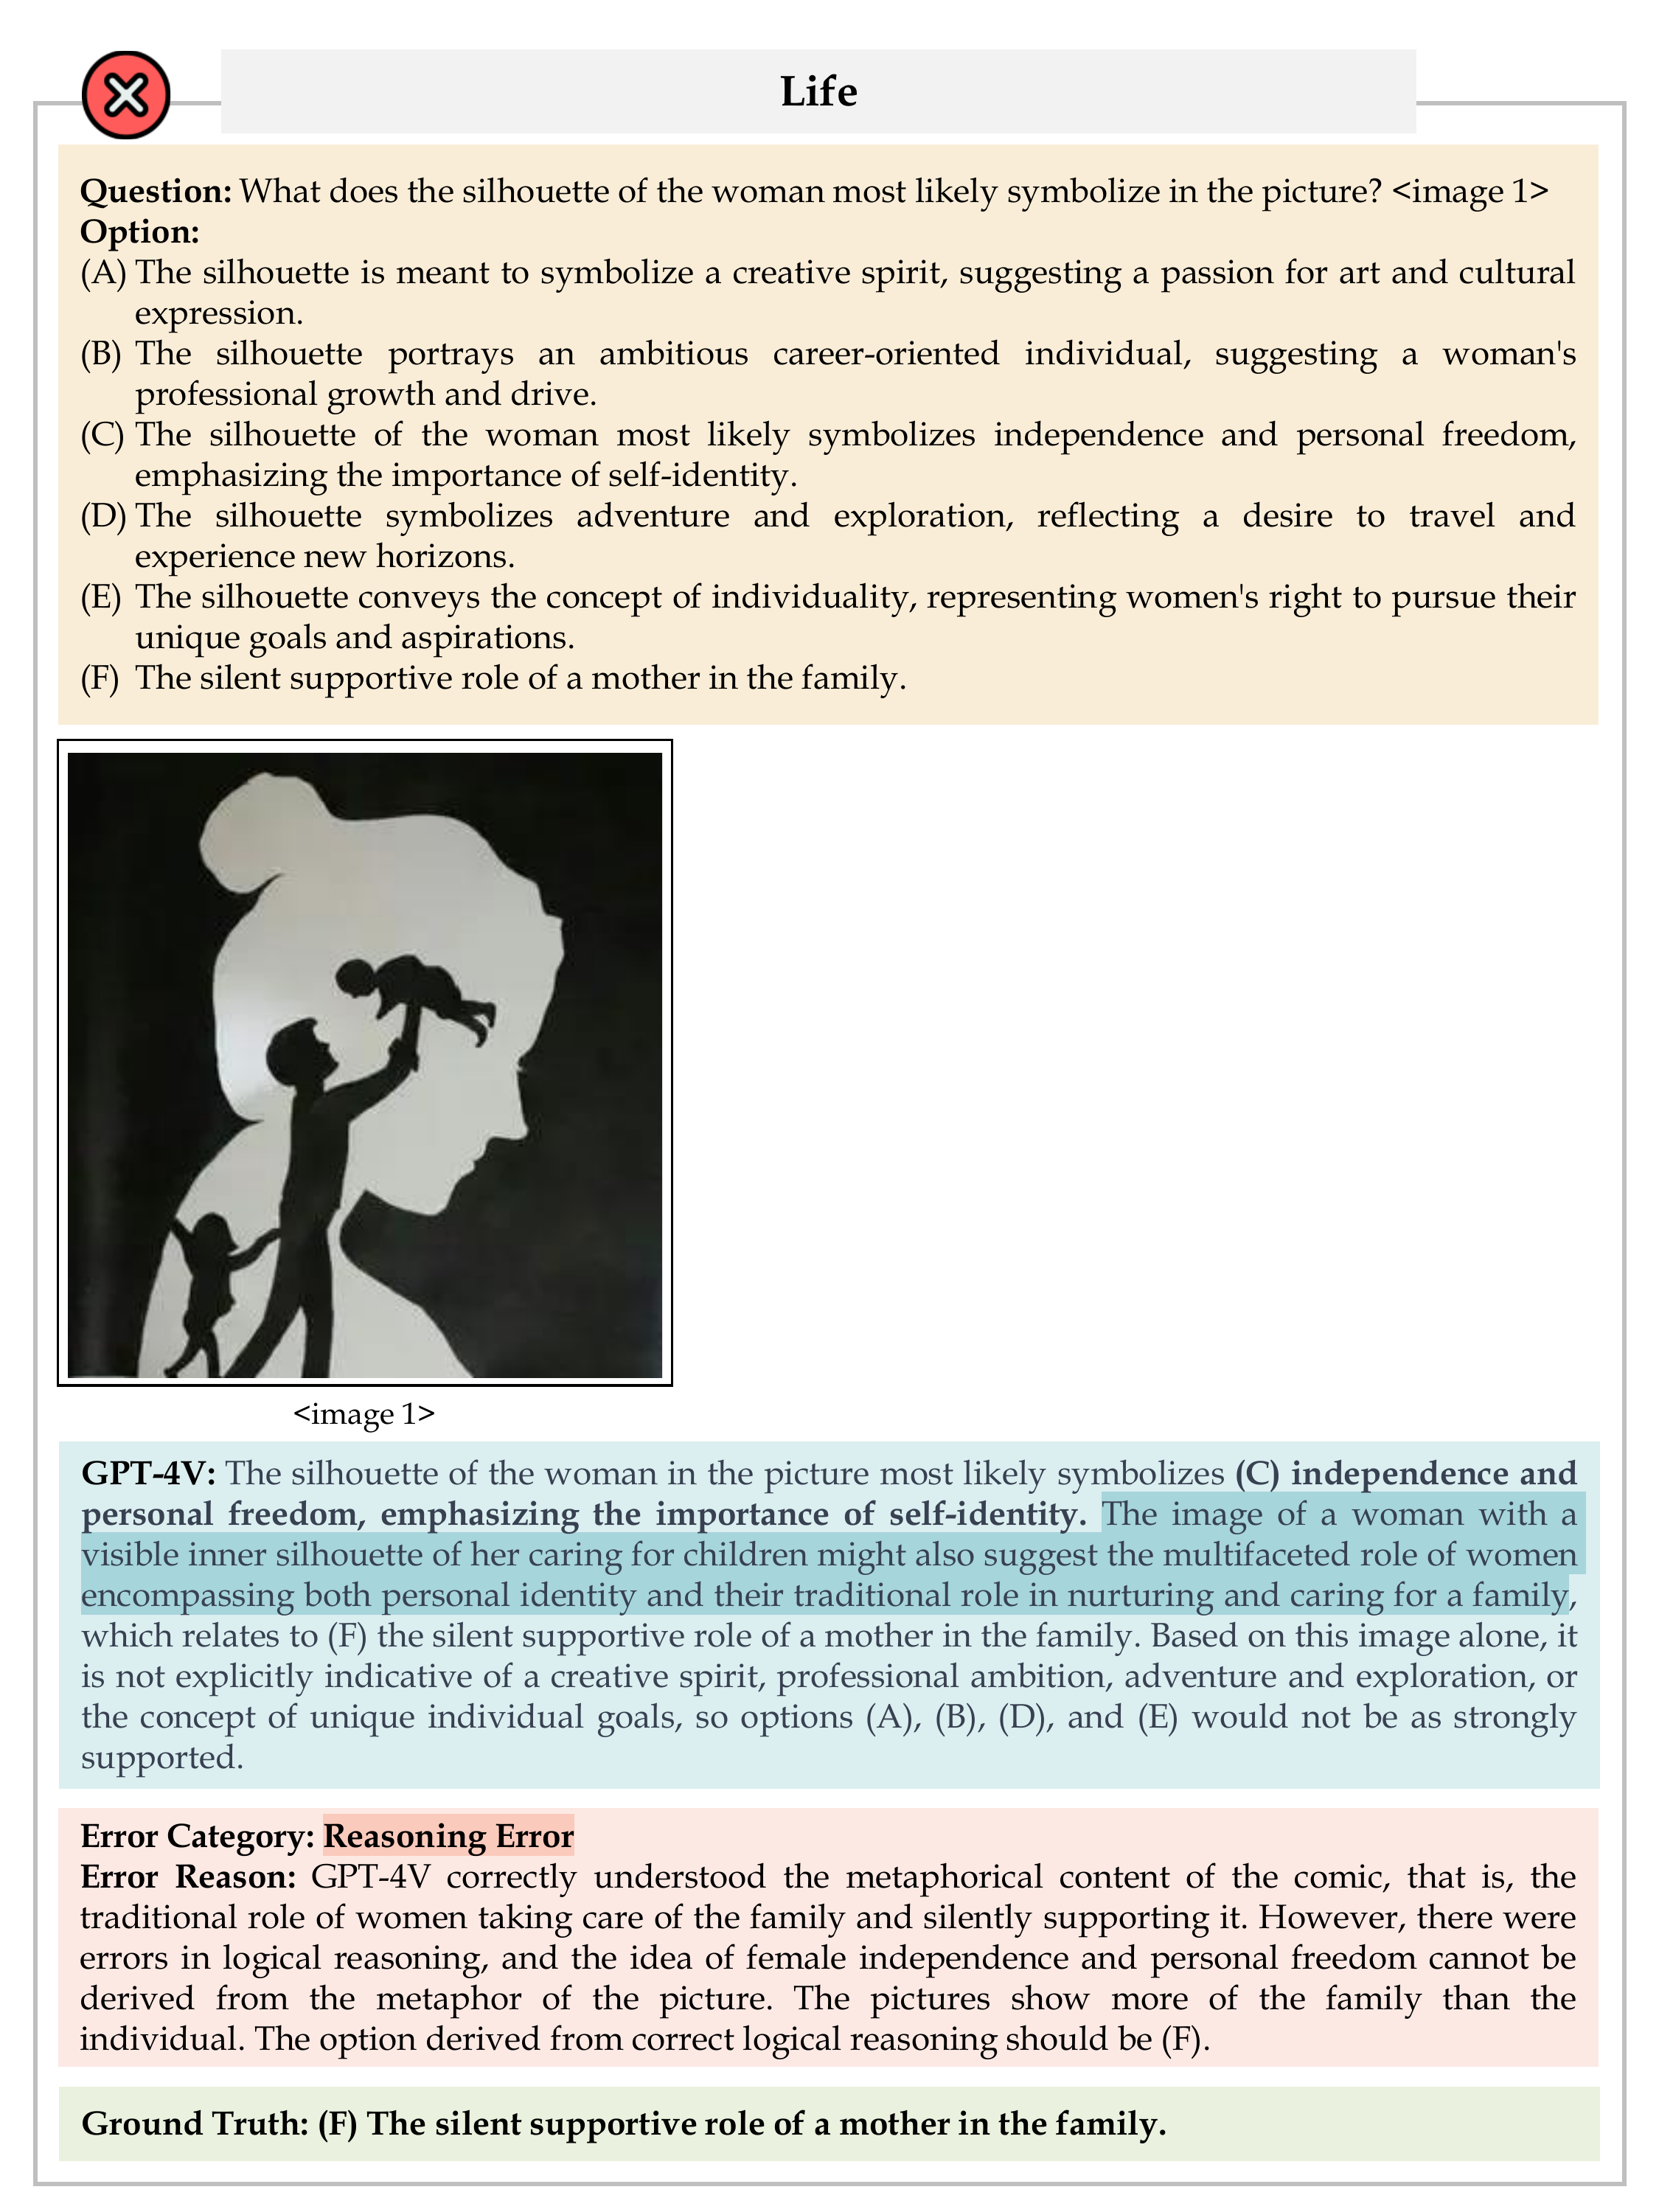 Life
Question: What does the silhouette of the woman most likely symbolize in the picture? <image 1>
Option:
(A) The silhouette is meant to symbolize a creative spirit, suggesting a passion for art and cultural
expression.
(B) The silhouette portrays an ambitious career-oriented individual, suggesting a woman's
professional growth and drive.
(C) The silhouette of the woman most likely symbolizes independence and personal freedom,
emphasizing the importance of self-identity.
(D) The silhouette symbolizes adventure and exploration, reflecting a desire to travel and
experience new horizons.
(E) The silhouette conveys the concept of individuality, representing women's right to pursue their
unique goals and aspirations.
(F) The silent supportive role of a mother in the family.
<image 1>
GPT-4V: The silhouette of the woman in the picture most likely symbolizes (C) independence and
personal freedom, emphasizing the importance of self-identity. The image of a woman with a
visible inner silhouette of her caring for children might also suggest the multifaceted role of women
encompassing both personal identity and their traditional role in nurturing and caring for a family,
which relates to (F) the silent supportive role of a mother in the family. Based on this image alone, it
is not explicitly indicative of a creative spirit, professional ambition, adventure and exploration, or
the concept of unique individual goals, so options (A), (B), (D), and (E) would not be as strongly
supported.
Error Category: Reasoning Error
Error Reason: GPT-4V correctly understood the metaphorical content of the comic, that is, the
traditional role of women taking care of the family and silently supporting it. However, there were
errors in logical reasoning, and the idea of female independence and personal freedom cannot be
derived from the metaphor of the picture. The pictures show more of the family than the
individual. The option derived from correct logical reasoning should be (F).
Ground Truth: (F) The silent supportive role of a mother in the family.